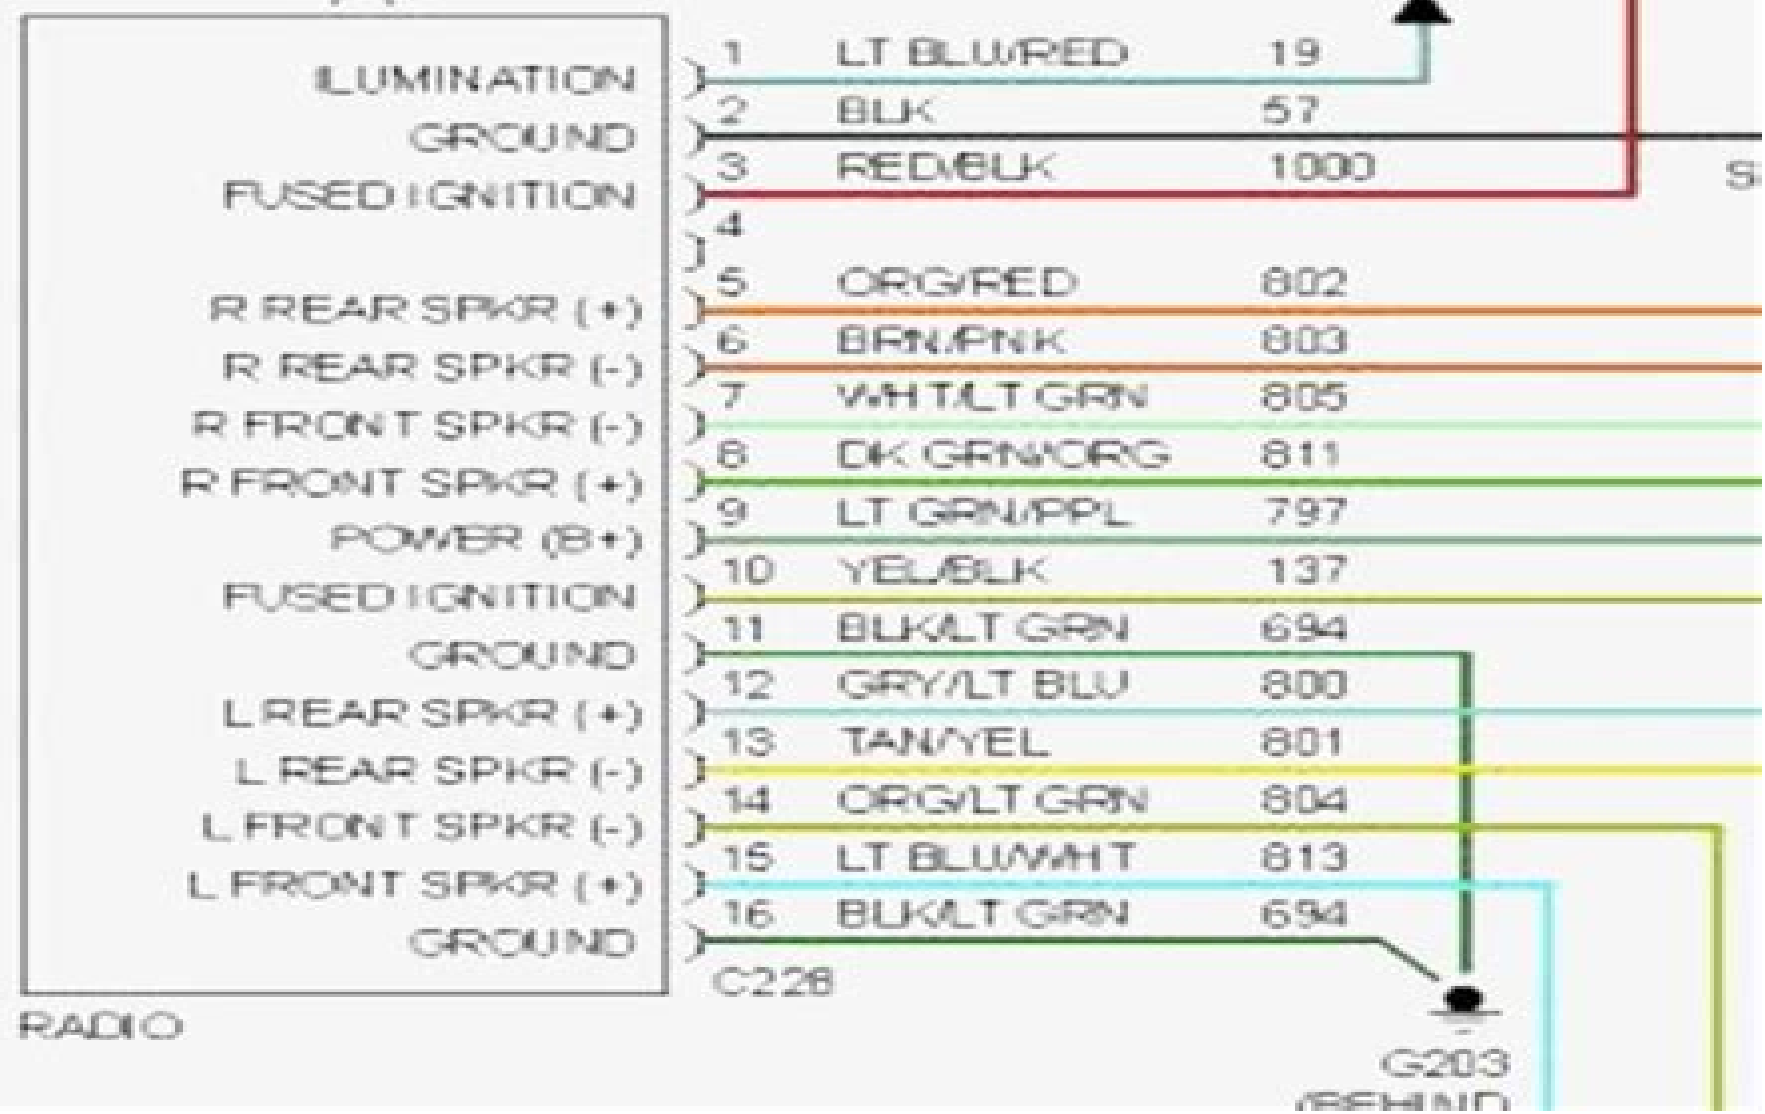 1 LT BLU/RED 19
ILUMINATION
2 BLK 57
GROUND
3 RED/BLK 1000
FUSED IGNITION
4
5 ORG/RED 802
R REAR SPKR (+)
6 BRN/PNK 803
R REAR SPKR (-)
7 WHT/LT GRN 805
R FRONT SPKR (-)
8 DK GRN/ORG 811
R FRONT SPKR (+)
9 LT GRN/PPL 797
POWER (B+)
10 YEL/BLK 137
FUSED IGNITION
11 BLK/LT GRN 694
GROUND
12 GRY/LT BLU 800
L REAR SPKR (+)
13 TAN/YEL 801
L REAR SPKR (-)
14 ORG/LT GRN 804
L FRONT SPKR (-)
15 LT BLU/WHT 813
L FRONT SPKR (+)
16 BLK/LT GRN 694
GROUND
C228
RADIO
G203
(BEHIND